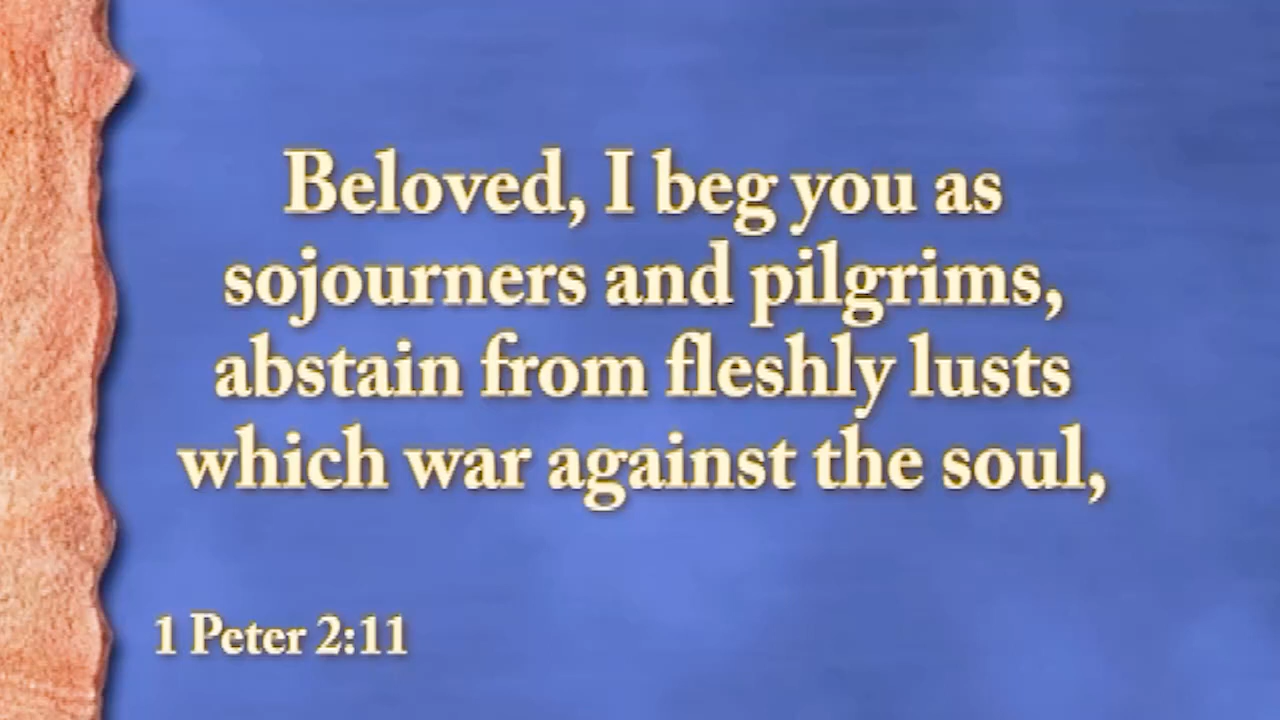 Beloved, I beg you as
sojourners and pilgrims,
abstain from fleshly lusts
which war against the soul,
1 Peter 2:11